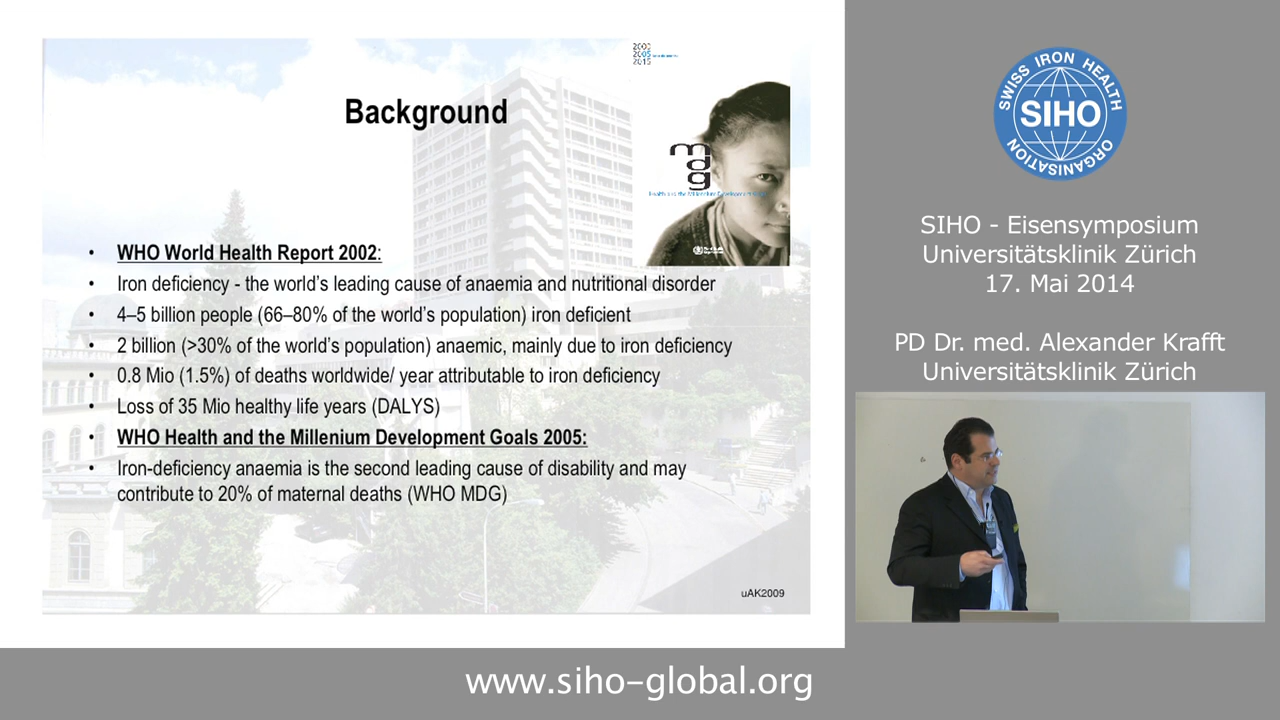 2005
2015
Background
mdg
• WHO World Health Report 2002:
• Iron deficiency - the world's leading cause of anaemia and nutritional disorder
• 4–5 billion people (66–80% of the world's population) iron deficient
• 2 billion (>30% of the world's population) anaemic, mainly due to iron deficiency
• 0.8 Mio (1.5%) of deaths worldwide/ year attributable to iron deficiency
• Loss of 35 Mio healthy life years (DALYS)
• WHO Health and the Millenium Development Goals 2005:
• Iron-deficiency anaemia is the second leading cause of disability and may
contribute to 20% of maternal deaths (WHO MDG)
uAK2009
SWISS IRON HEALTH
SIHO
ORGANISATION
SIHO - Eisensymposium
Universitätsklinik Zürich
17. Mai 2014
PD Dr. med. Alexander Krafft
Universitätsklinik Zürich
www.siho-global.org